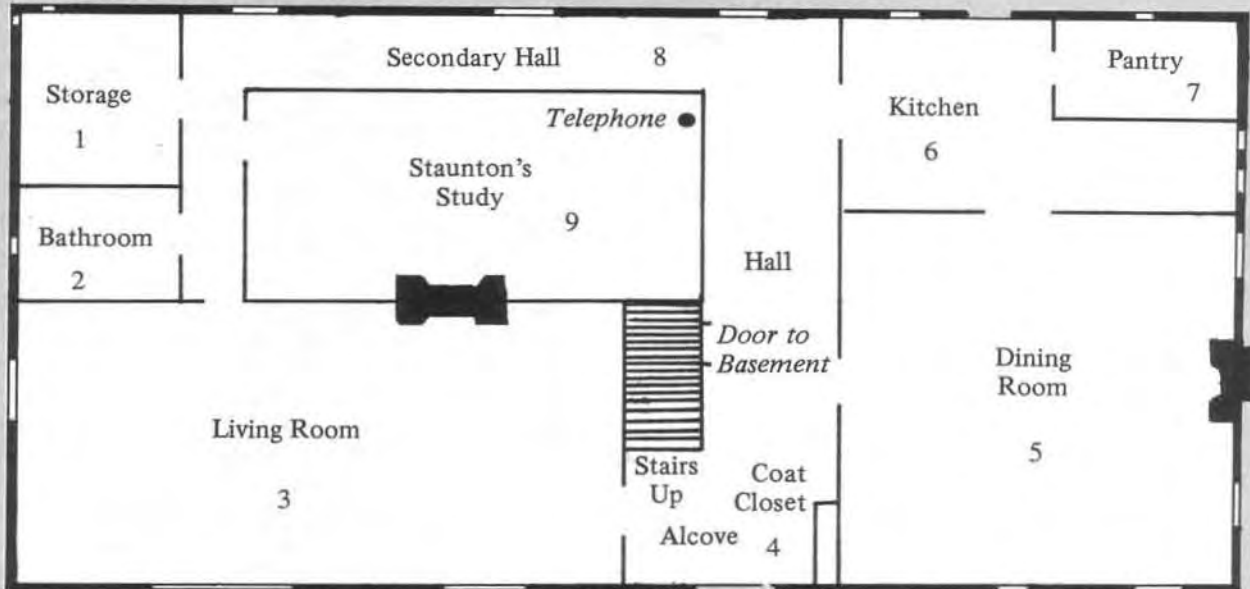 Storage
1
Secondary Hall 8
Pantry
7
Telephone
Kitchen
6
Staunton's
Study
9
Bathroom
2
Hall
Door to
Basement
Dining
Room
5
Living Room
3
Stairs
Up
Coat
Closet
Alcove 4